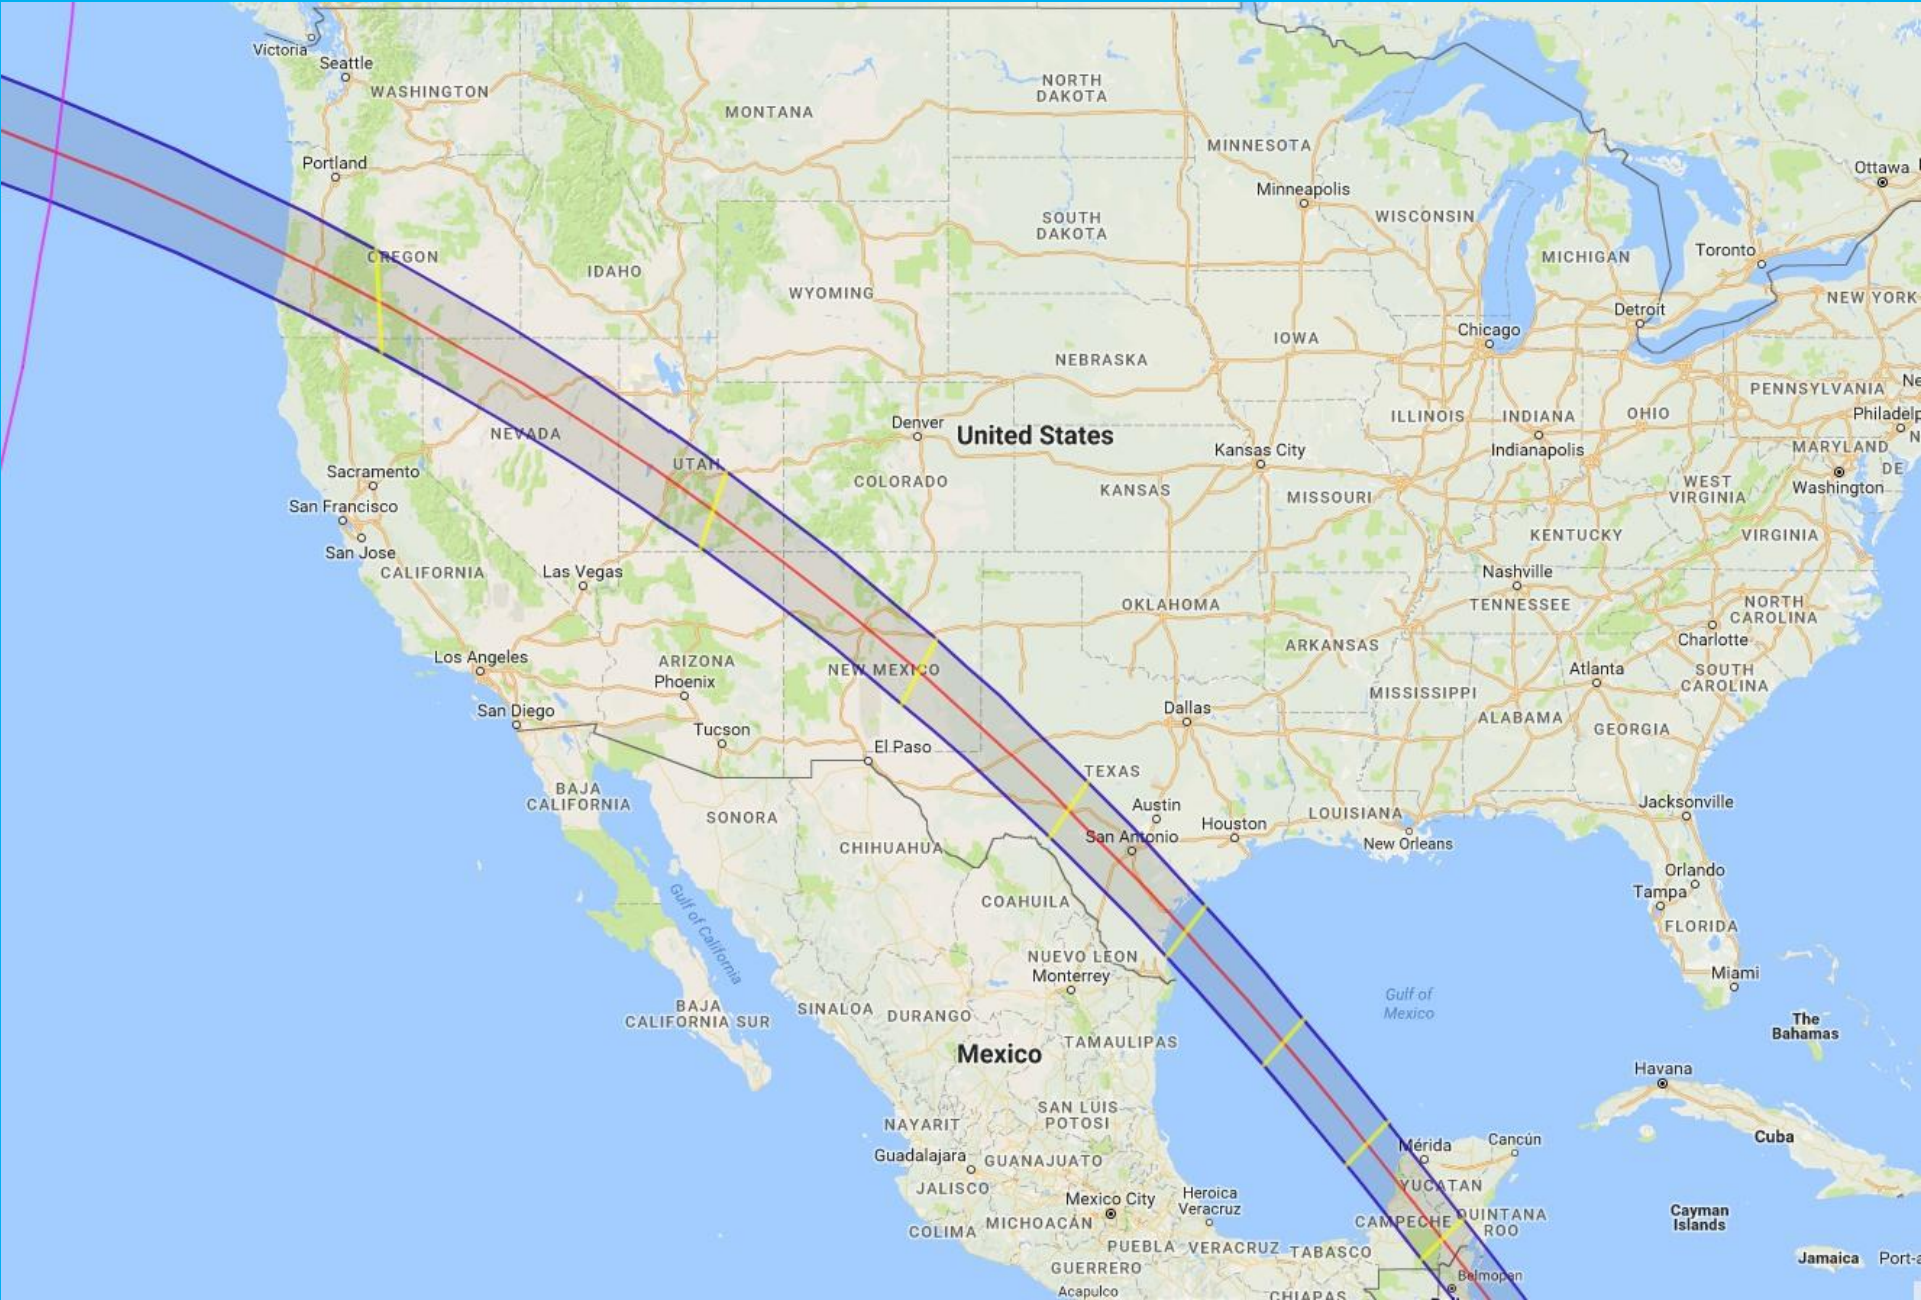 Victoria
Seattle
WASHINGTON
MONTANA
NORTH
DAKOTA
MINNESOTA
Ottawa
Portland
Minneapolis
WISCONSIN
SOUTH
DAKOTA
OREGON
IDAHO
WYOMING
MICHIGAN
Toronto
NEW YORK
Detroit
Chicago
IOWA
NEBRASKA
PENNSYLVANIA
Ne
ILLINOIS
INDIANA
OHIO
Philadelp
N
Denver
United States
NEVADA
Kansas City
Indianapolis
MARYLAND
DE
Washington
UTAH
Sacramento
COLORADO
KANSAS
MISSOURI
WEST
VIRGINIA
San Francisco
San Jose
KENTUCKY
VIRGINIA
CALIFORNIA
Las Vegas
Nashville
TENNESSEE
OKLAHOMA
NORTH
CAROLINA
Charlotte
ARKANSAS
Los Angeles
ARIZONA
Phoenix
NEW MEXICO
Atlanta
SOUTH
CAROLINA
MISSISSIPPI
San Diego
Dallas
ALABAMA
GEORGIA
Tucson
El Paso
TEXAS
BAJA
CALIFORNIA
SONORA
Austin
Houston
LOUISIANA
Jacksonville
San Antonio
New Orleans
CHIHUAHUA
Orlando
Tampa
COAHUILA
Gulf of California
FLORIDA
NUEVO LEON
Monterrey
Miami
BAJA
CALIFORNIA SUR
SINALOA
DURANGO
Gulf of
Mexico
The
Bahamas
Mexico
TAMAULIPAS
Havana
NAYARIT
SAN LUIS
POTOSI
Mérida
Cancún
Cuba
Guadalajara
GUANAJUATO
JALISCO
Mexico City
Heroica
Veracruz
YUCATAN
COLIMA
MICHOACÁN
CAMPECHE
QUINTANA
ROO
Cayman
Islands
PUEBLA
VERACRUZ
TABASCO
GUERRERO
Jamaica
Port-a
Belmopan
Acapulco
CHIAPAS